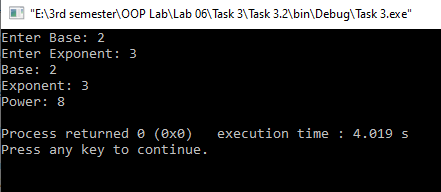 "E:\3rd semester\OOP Lab\Lab 06\Task 3\Task 3.2\bin\Debug\Task 3.exe"
Enter Base: 2
Enter Exponent: 3
Base: 2
Exponent: 3
Power: 8
Process returned 0 (0x0)   execution time : 4.019 s
Press any key to continue.